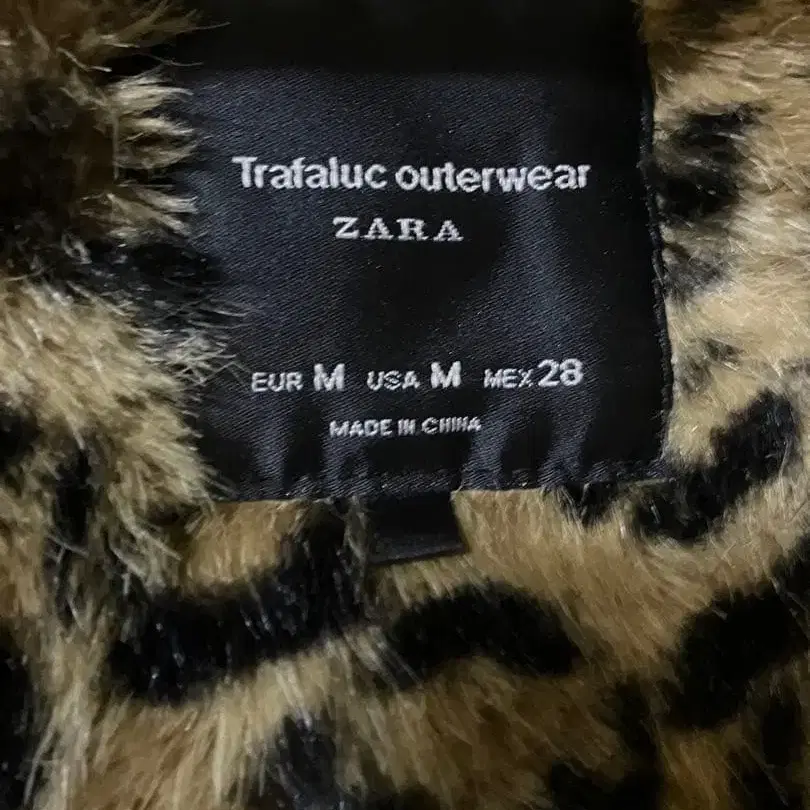 Trafaluc outerwear
ZARA
EUR M USA M MEX 28
MADE IN CHINA